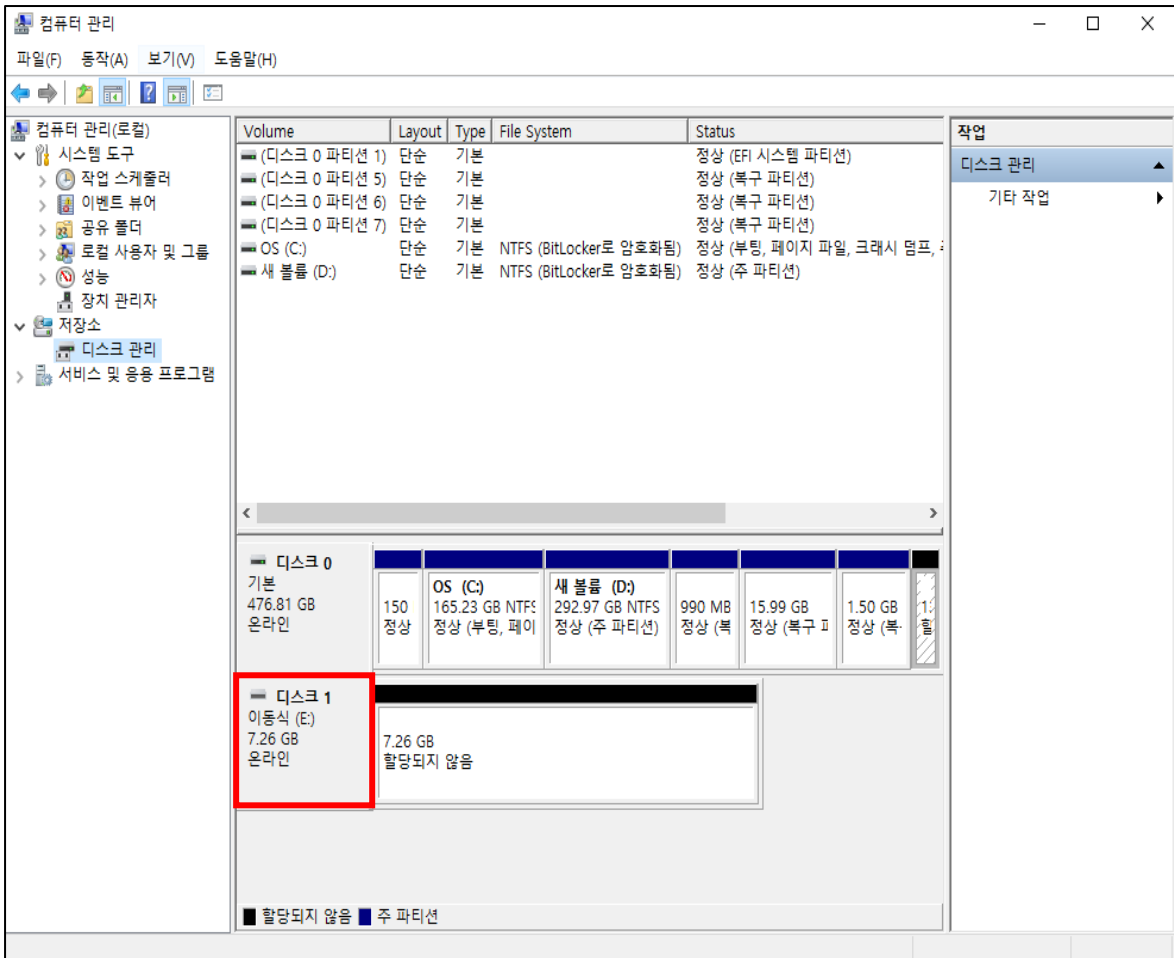 컴퓨터 관리
파일(F) 동작(A) 보기(V) 도움말(H)
컴퓨터 관리(로컬)
시스템 도구
작업 스케줄러
이벤트 뷰어
공유 폴더
로컬 사용자 및 그룹
성능
장치 관리자
저장소
디스크 관리
서비스 및 응용 프로그램
Volume Layout Type File System Status
(디스크 0 파티션 1) 단순 기본 정상 (EFI 시스템 파티션)
(디스크 0 파티션 5) 단순 기본 정상 (복구 파티션)
(디스크 0 파티션 6) 단순 기본 정상 (복구 파티션)
(디스크 0 파티션 7) 단순 기본 정상 (복구 파티션)
OS (C:) 단순 기본 NTFS (BitLocker로 암호화됨) 정상 (부팅, 페이지 파일, 크래시 덤프,
새 볼륨 (D:) 단순 기본 NTFS (BitLocker로 암호화됨) 정상 (주 파티션)
디스크 0
기본
476.81 GB
온라인
150
정상
OS (C:)
165.23 GB NTFS
정상 (부팅, 페이
새 볼륨 (D:)
292.97 GB NTFS
정상 (주 파티션)
990 MB
정상 (복
15.99 GB
정상 (복구 파
1.50 GB
정상 (복
할
디스크 1
이동식 (E:)
7.26 GB
온라인
7.26 GB
할당되지 않음
할당되지 않음 주 파티션
작업
디스크 관리
기타 작업